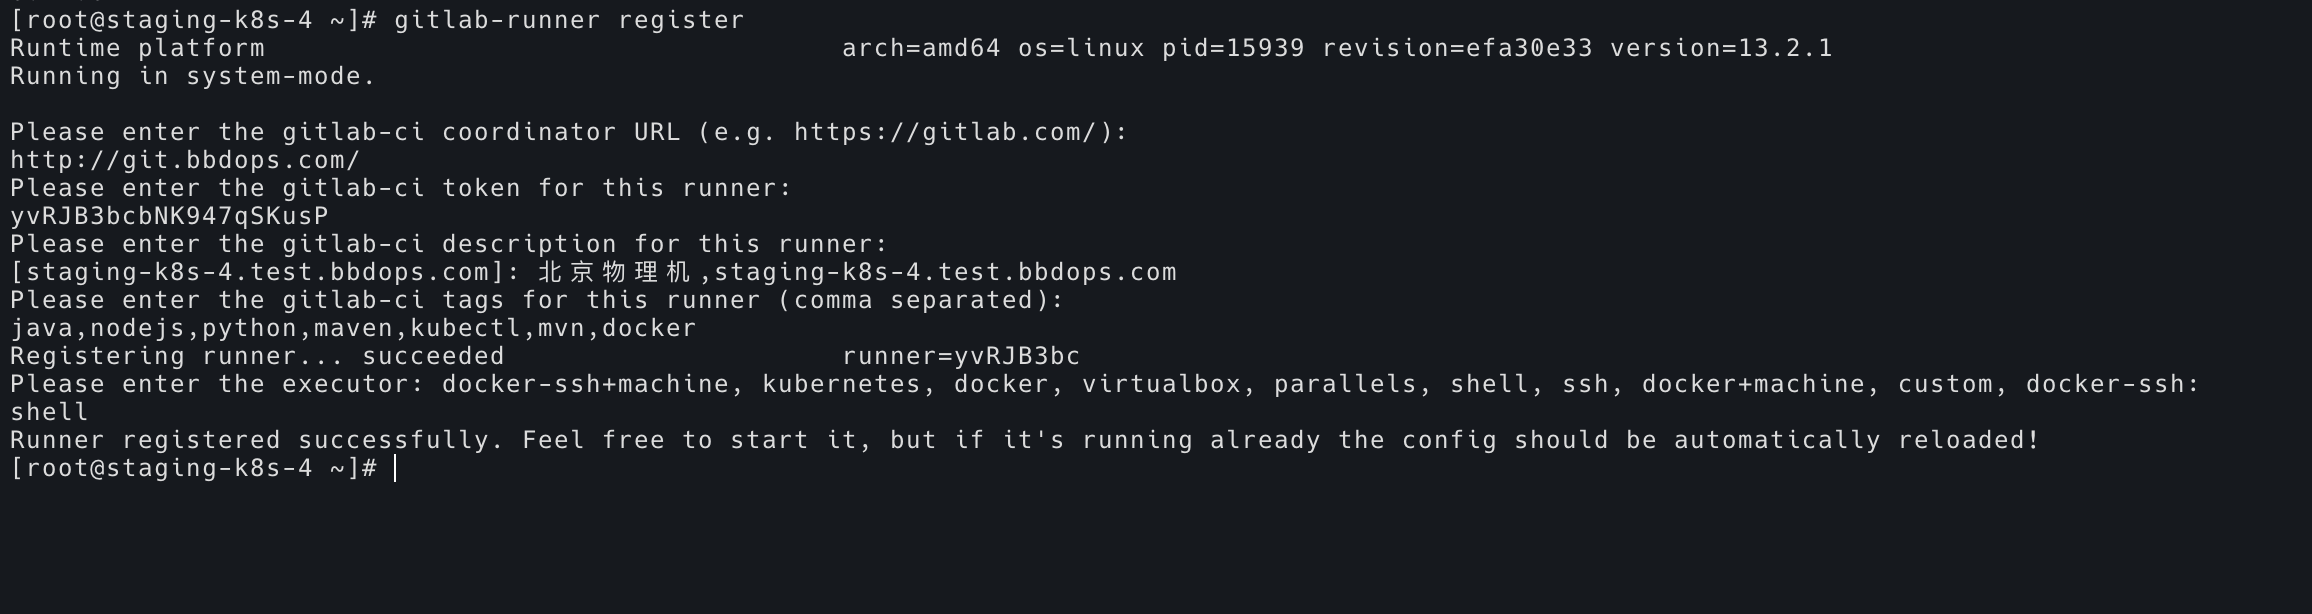 [root@staging-k8s-4 ~]# gitlab-runner register
Runtime platform                                    arch=amd64 os=linux pid=15939 revision=efa30e33 version=13.2.1
Running in system-mode.
Please enter the gitlab-ci coordinator URL (e.g. https://gitlab.com/):
http://git.bbdops.com/
Please enter the gitlab-ci token for this runner:
yvRJB3bcbNK947qSKusP
Please enter the gitlab-ci description for this runner:
[staging-k8s-4.test.bbdops.com]: 北京物理机,staging-k8s-4.test.bbdops.com
Please enter the gitlab-ci tags for this runner (comma separated):
java,nodejs,python,maven,kubectl,mvn,docker
Registering runner... succeeded                     runner=yvRJB3bc
Please enter the executor: docker-ssh+machine, kubernetes, docker, virtualbox, parallels, shell, ssh, docker+machine, custom, docker-ssh:
shell
Runner registered successfully. Feel free to start it, but if it's running already the config should be automatically reloaded!
[root@staging-k8s-4 ~]#